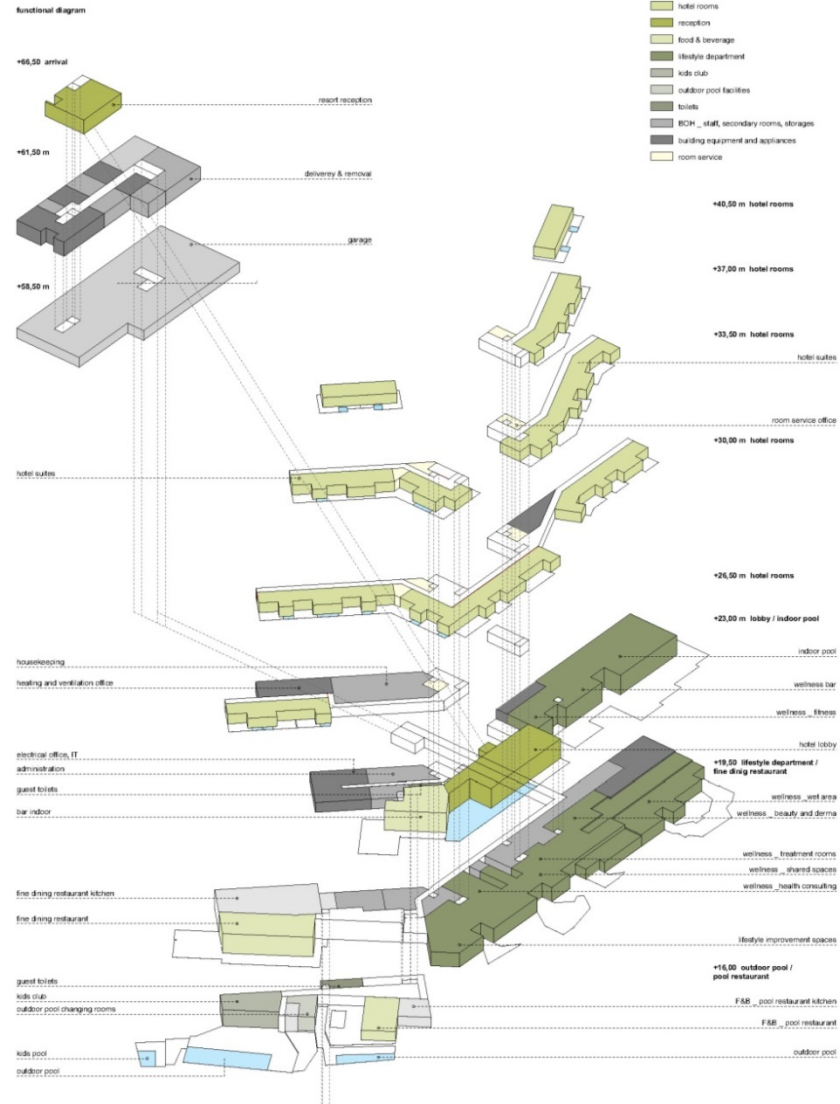 functional diagram
hotel rooms
reception
food & beverage
lifestyle department
kids club
outdoor pool facilities
toilets
BOH _ staff, secondary rooms, storages
building equipment and appliances
room service
+66,50 arrival
resort reception
+61,50 m
deliverey & removal
garage
+58,50 m
+40,50 m hotel rooms
+37,00 m hotel rooms
+33,50 m hotel rooms
hotel suites
room service office
+30,00 m hotel rooms
hotel suites
+26,50 m hotel rooms
+23,00 m lobby / indoor pool
indoor pool
housekeeping
heating and ventilation office
wellness bar
wellness _ fitness
hotel lobby
electrical office, IT
administration
guest toilets
bar indoor
+19,50 lifestyle department /
fine dinig restaurant
wellness _wet area
wellness _ beauty and derma
wellness _ treatment rooms
wellness _ shared spaces
wellness _health consulting
fine dining restaurant kitchen
fine dining restaurant
lifestyle improvement spaces
+16,00 outdoor pool /
pool restaurant
guest toilets
kids club
outdoor pool changing rooms
F&B _ pool restaurant kitchen
F&B _ pool restaurant
kids pool
outdoor pool
outdoor pool